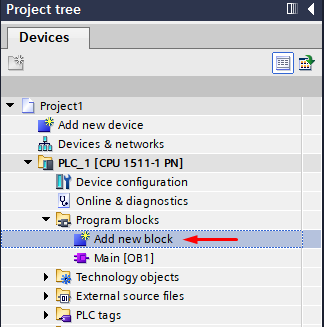 Project tree
Devices
Project1
Add new device
Devices & networks
PLC_1 [CPU 1511-1 PN]
Device configuration
Online & diagnostics
Program blocks
Add new block
Main [OB1]
Technology objects
External source files
PLC tags